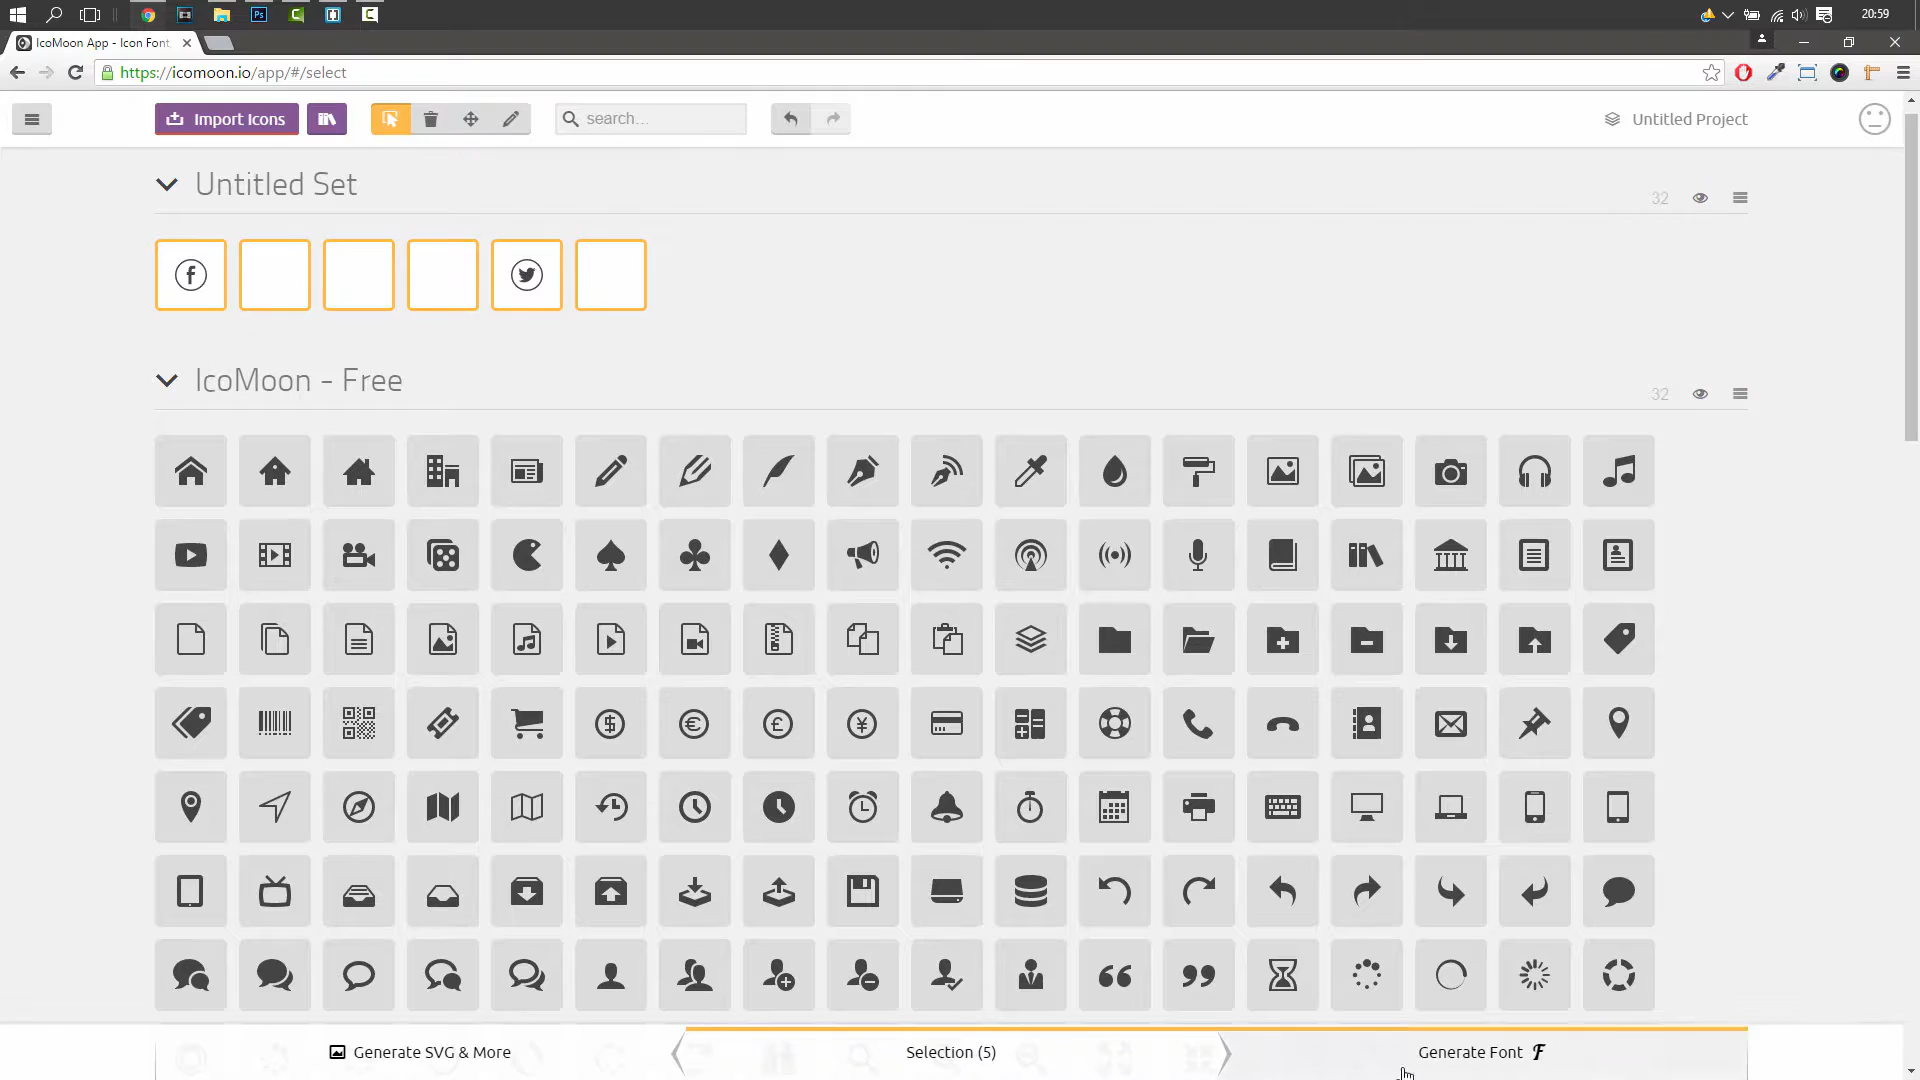 20:59
IcoMoon App - Icon Font
https://icomoon.io/app/#/select
Import Icons
search...
Untitled Project
Untitled Set
32
IcoMoon - Free
32
Generate SVG & More
Selection (5)
Generate Font